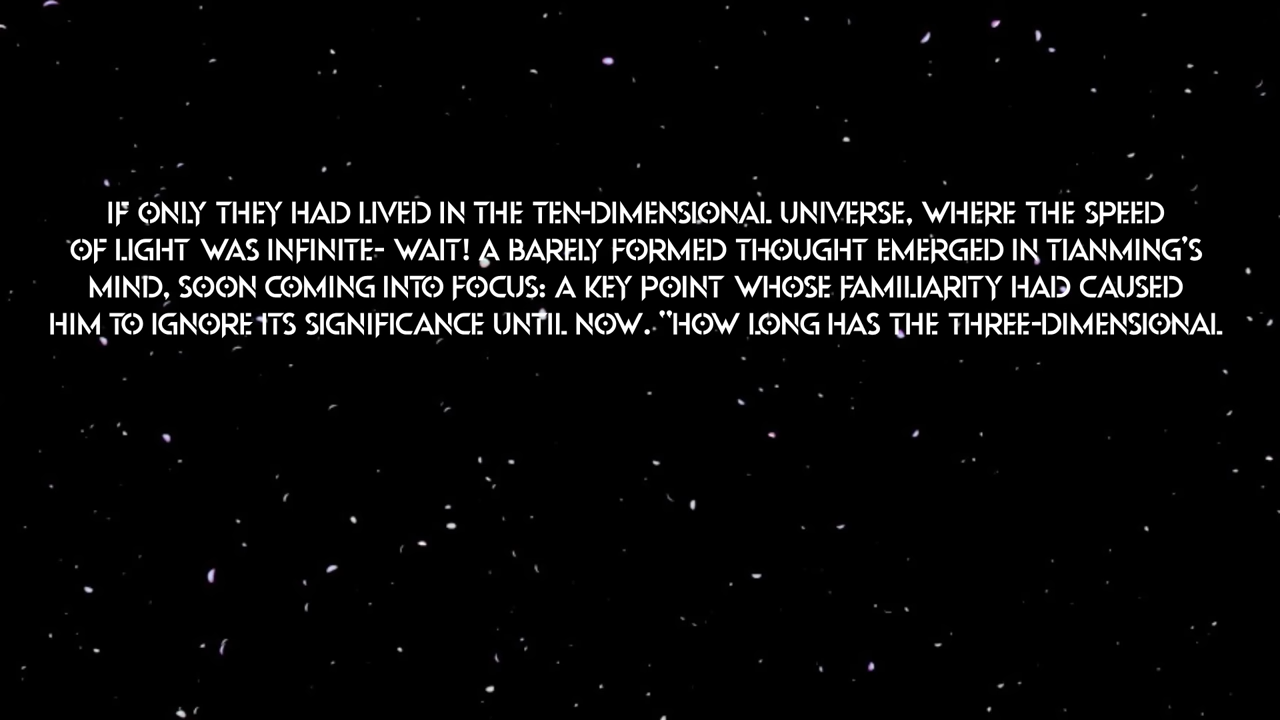 IF ONLY THEY HAD LIVED IN THE TEN-DIMENSIONAL UNIVERSE, WHERE THE SPEED
OF LIGHT WAS INFINITE- WAIT! A BARELY FORMED THOUGHT EMERGED IN TIANMING'S
MIND, SOON COMING INTO FOCUS: A KEY POINT WHOSE FAMILIARITY HAD CAUSED
HIM TO IGNORE ITS SIGNIFICANCE UNTIL NOW. "HOW LONG HAS THE THREE-DIMENSIONAL